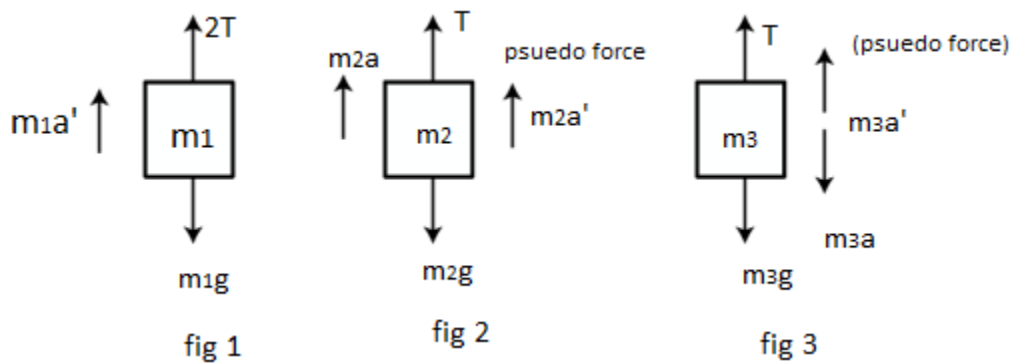 2T
m1a'
m1
m1g
fig 1
T
m2a
psuedo force
m2
m2a'
m2g
fig 2
T
(psuedo force)
m3
m3a'
m3a
m3g
fig 3